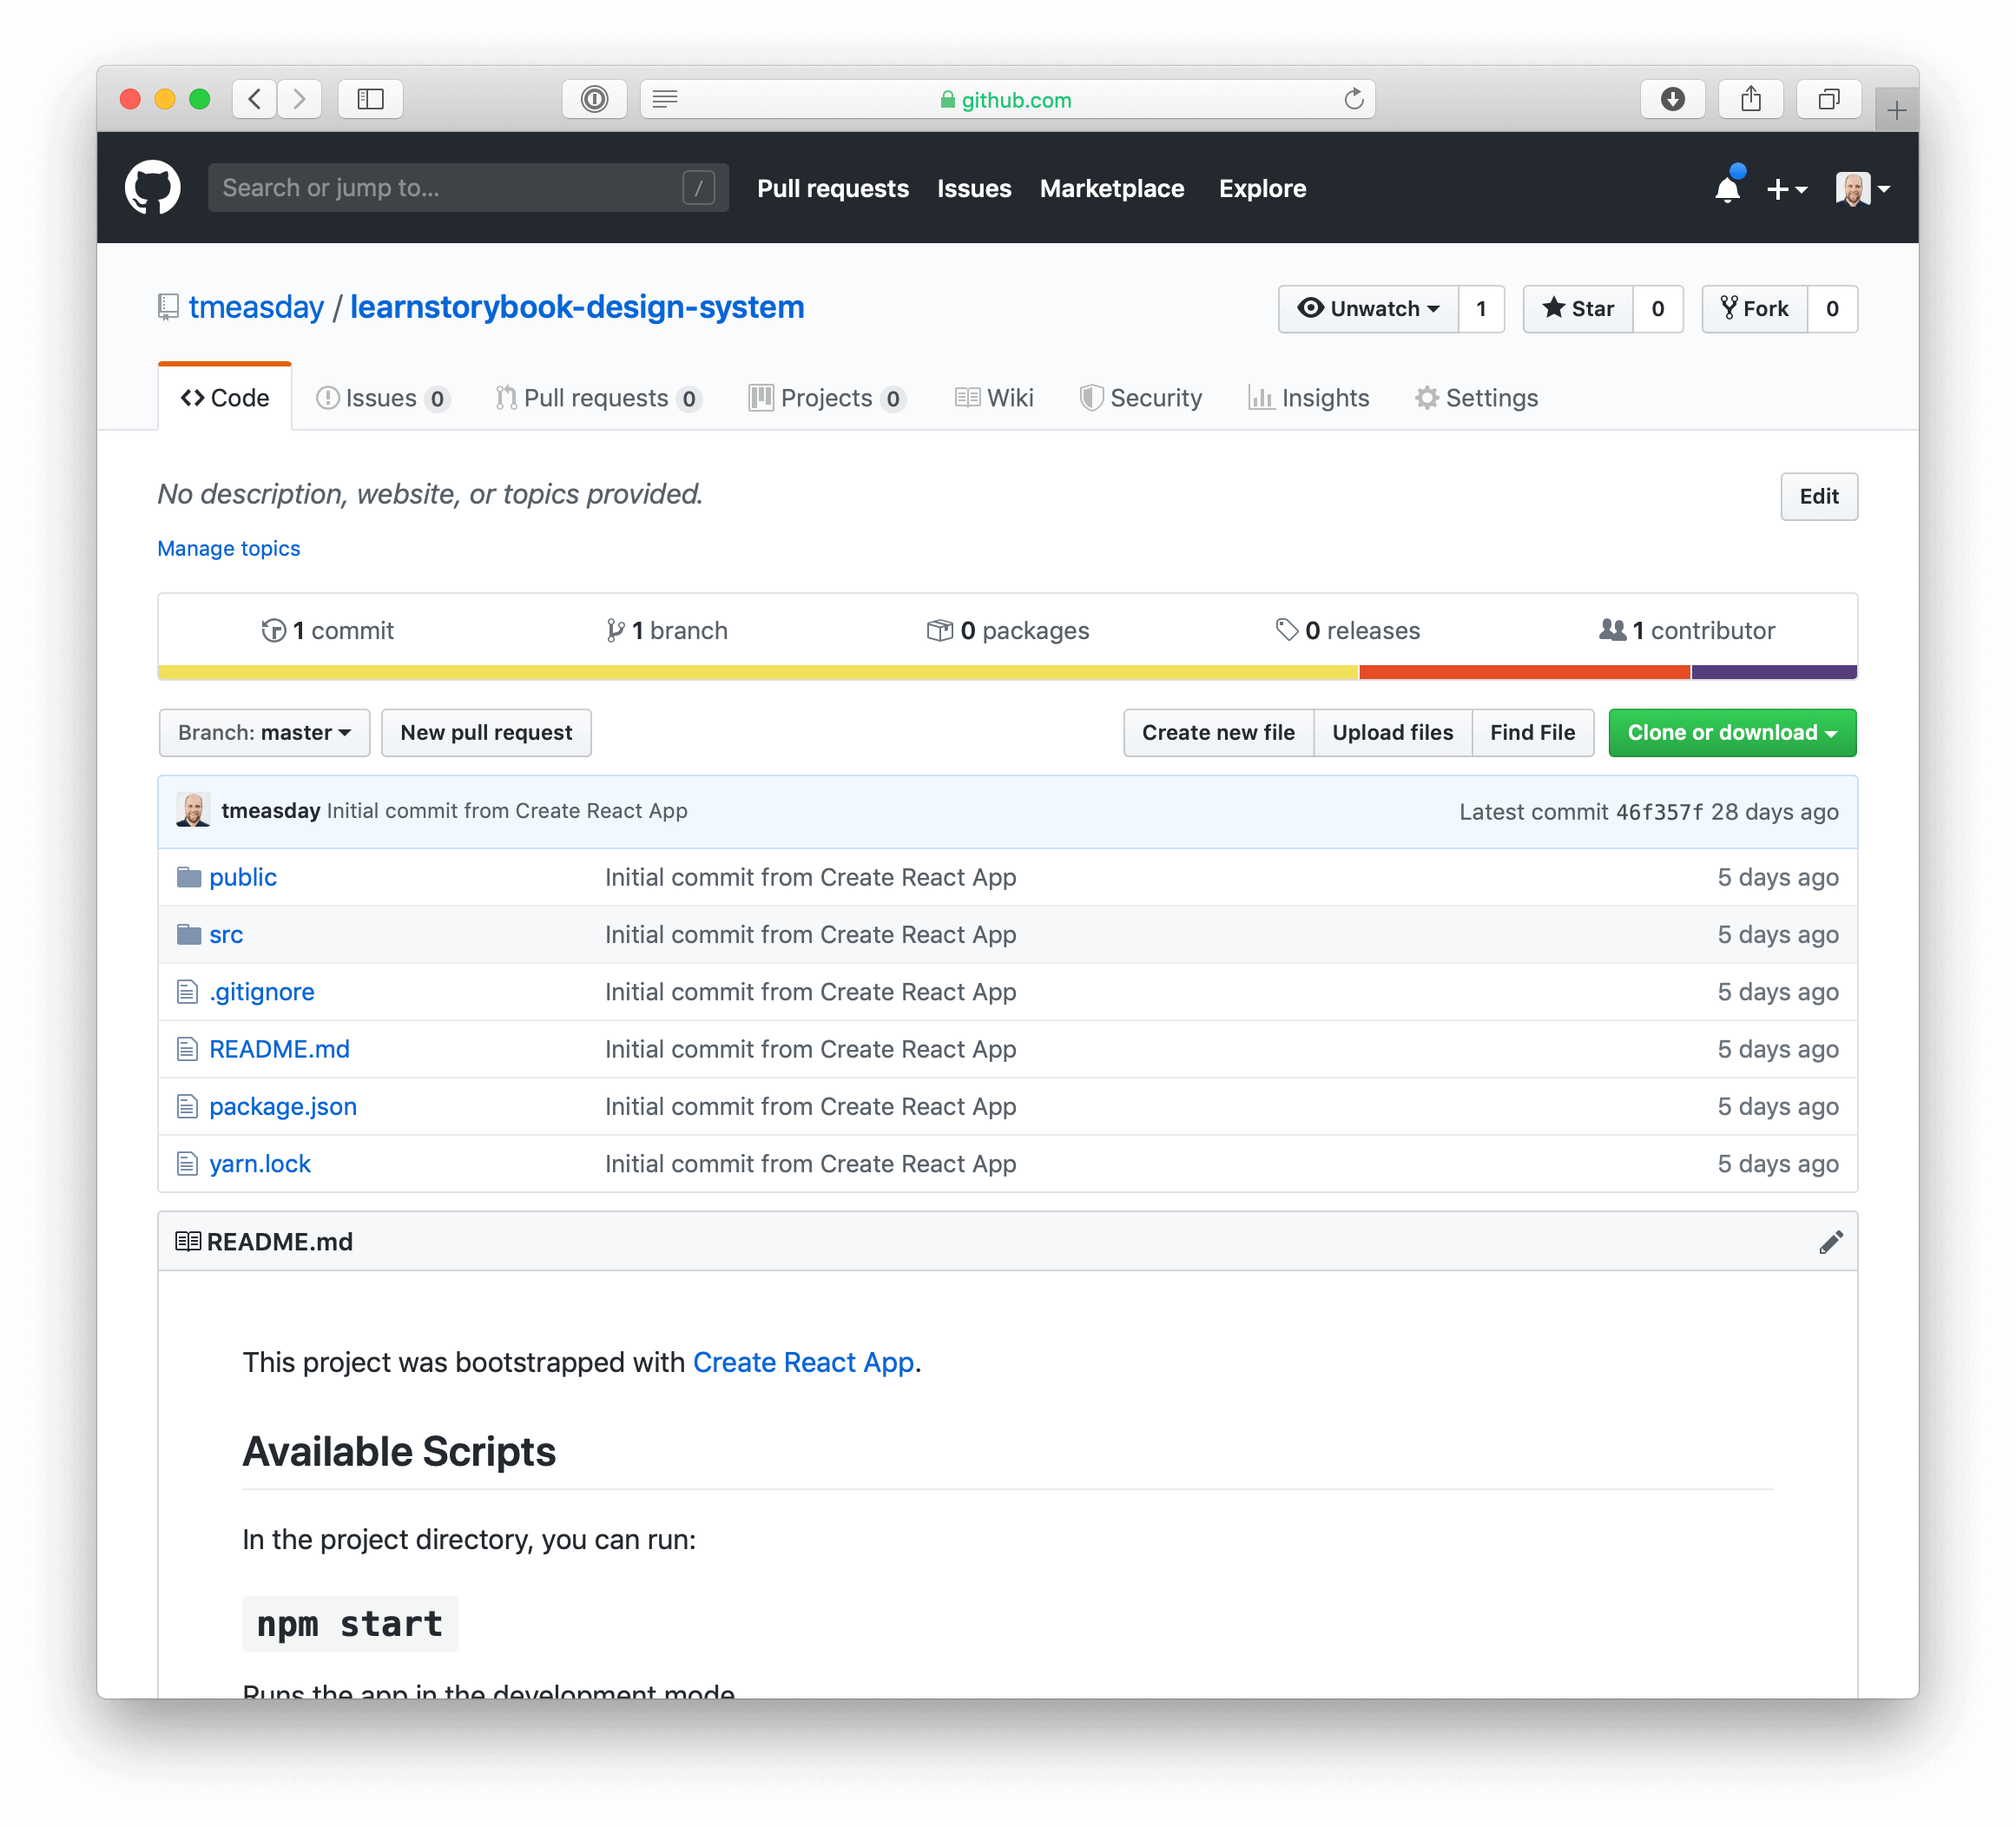 github.com
Search or jump to... / Pull requests Issues Marketplace Explore
tmeasday / learnstorybook-design-system Unwatch 1 Star 0 Fork 0
Code Issues 0 Pull requests 0 Projects 0 Wiki Security Insights Settings
No description, website, or topics provided. Edit
Manage topics
1 commit 1 branch 0 packages 0 releases 1 contributor
Branch: master New pull request Create new file Upload files Find File Clone or download
tmeasday Initial commit from Create React App Latest commit 46f357f 28 days ago
public Initial commit from Create React App 5 days ago
src Initial commit from Create React App 5 days ago
.gitignore Initial commit from Create React App 5 days ago
README.md Initial commit from Create React App 5 days ago
package.json Initial commit from Create React App 5 days ago
yarn.lock Initial commit from Create React App 5 days ago
README.md
This project was bootstrapped with Create React App.
Available Scripts
In the project directory, you can run:
npm start
Runs the app in the development mode